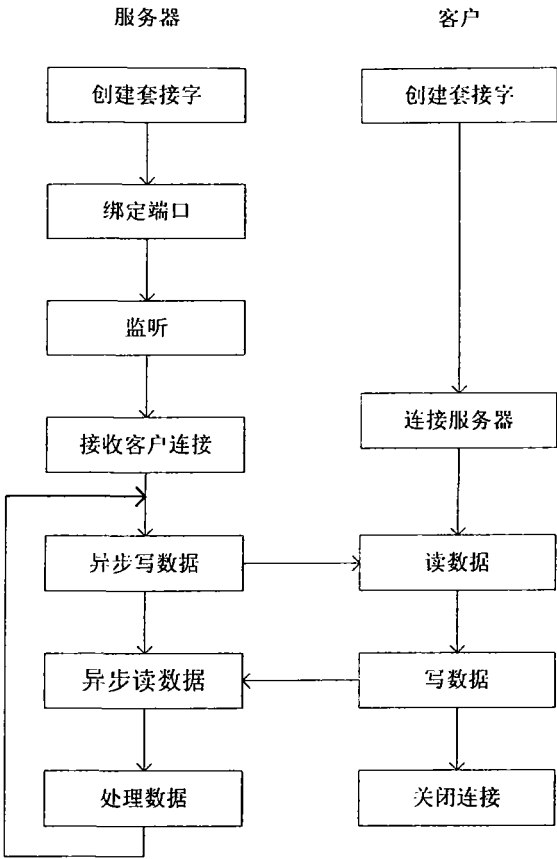 服务器
客户
创建套接字
创建套接字
绑定端口
监听
接收客户连接
连接服务器
异步写数据
读数据
异步读数据
写数据
处理数据
关闭连接